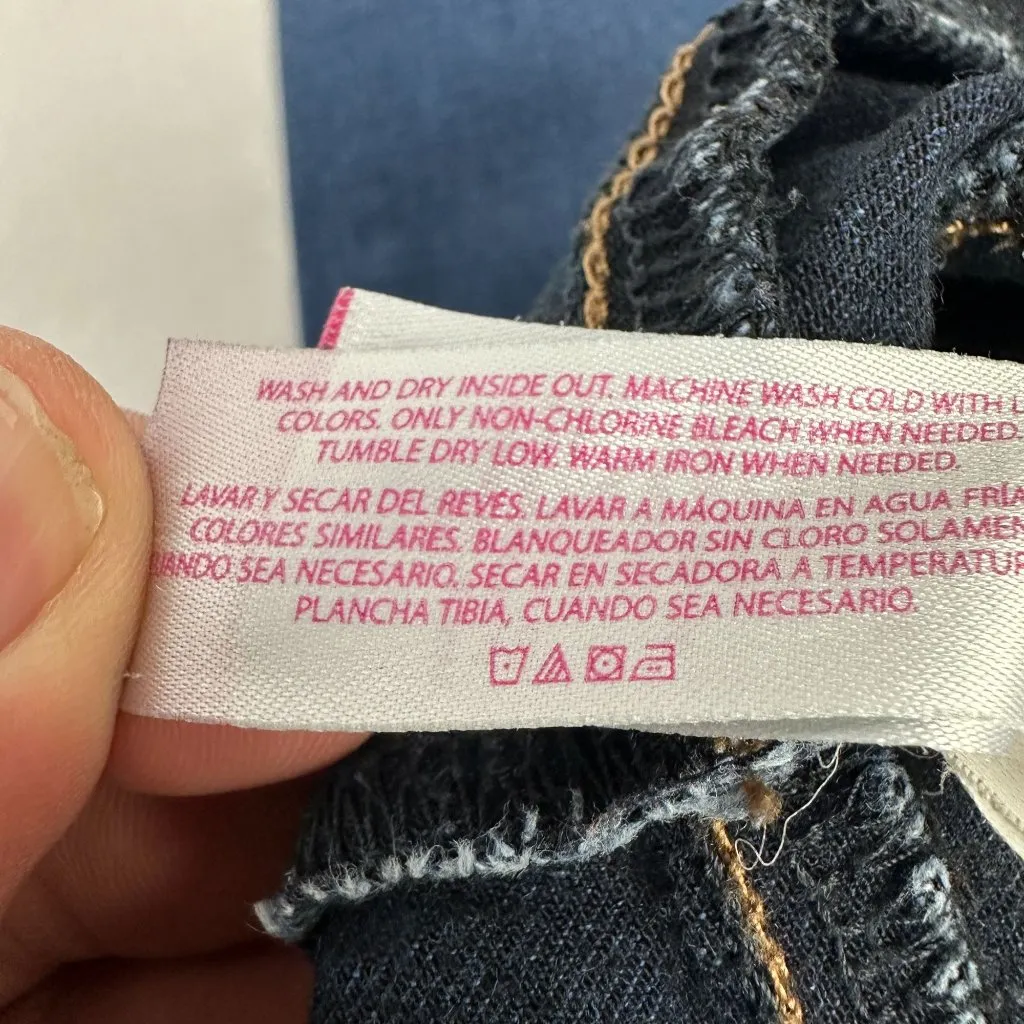 WASH AND DRY INSIDE OUT. MACHINE WASH COLD WITH
COLORS. ONLY NON-CHLORINE BLEACH WHEN NEEDED.
TUMBLE DRY LOW. WARM IRON WHEN NEEDED.
LAVAR Y SECAR DEL REVÉS. LAVAR A MÁQUINA EN AGUA FRÍA
COLORES SIMILARES. BLANQUEADOR SIN CLORO
SEA NECESARIO. SECAR EN SECADORA A
PLANCHA TIBIA, CUANDO SEA NECESARIO.